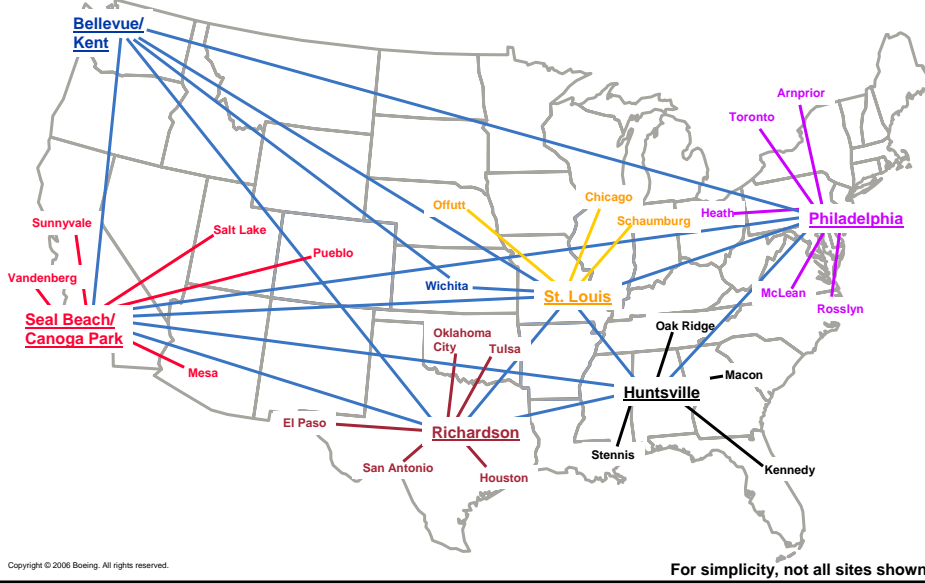 Bellevue/
Kent
Arnprior
Toronto
Chicago
Offutt
Heath
Schaumburg
Philadelphia
Sunnyvale
Salt Lake
Pueblo
Vandenberg
Wichita
St. Louis
McLean
Rosslyn
Seal Beach/
Canoga Park
Oklahoma
City
Tulsa
Oak Ridge
Mesa
Macon
Huntsville
El Paso
Richardson
Stennis
San Antonio
Houston
Kennedy
Copyright © 2006 Boeing. All rights reserved.
For simplicity, not all sites shown